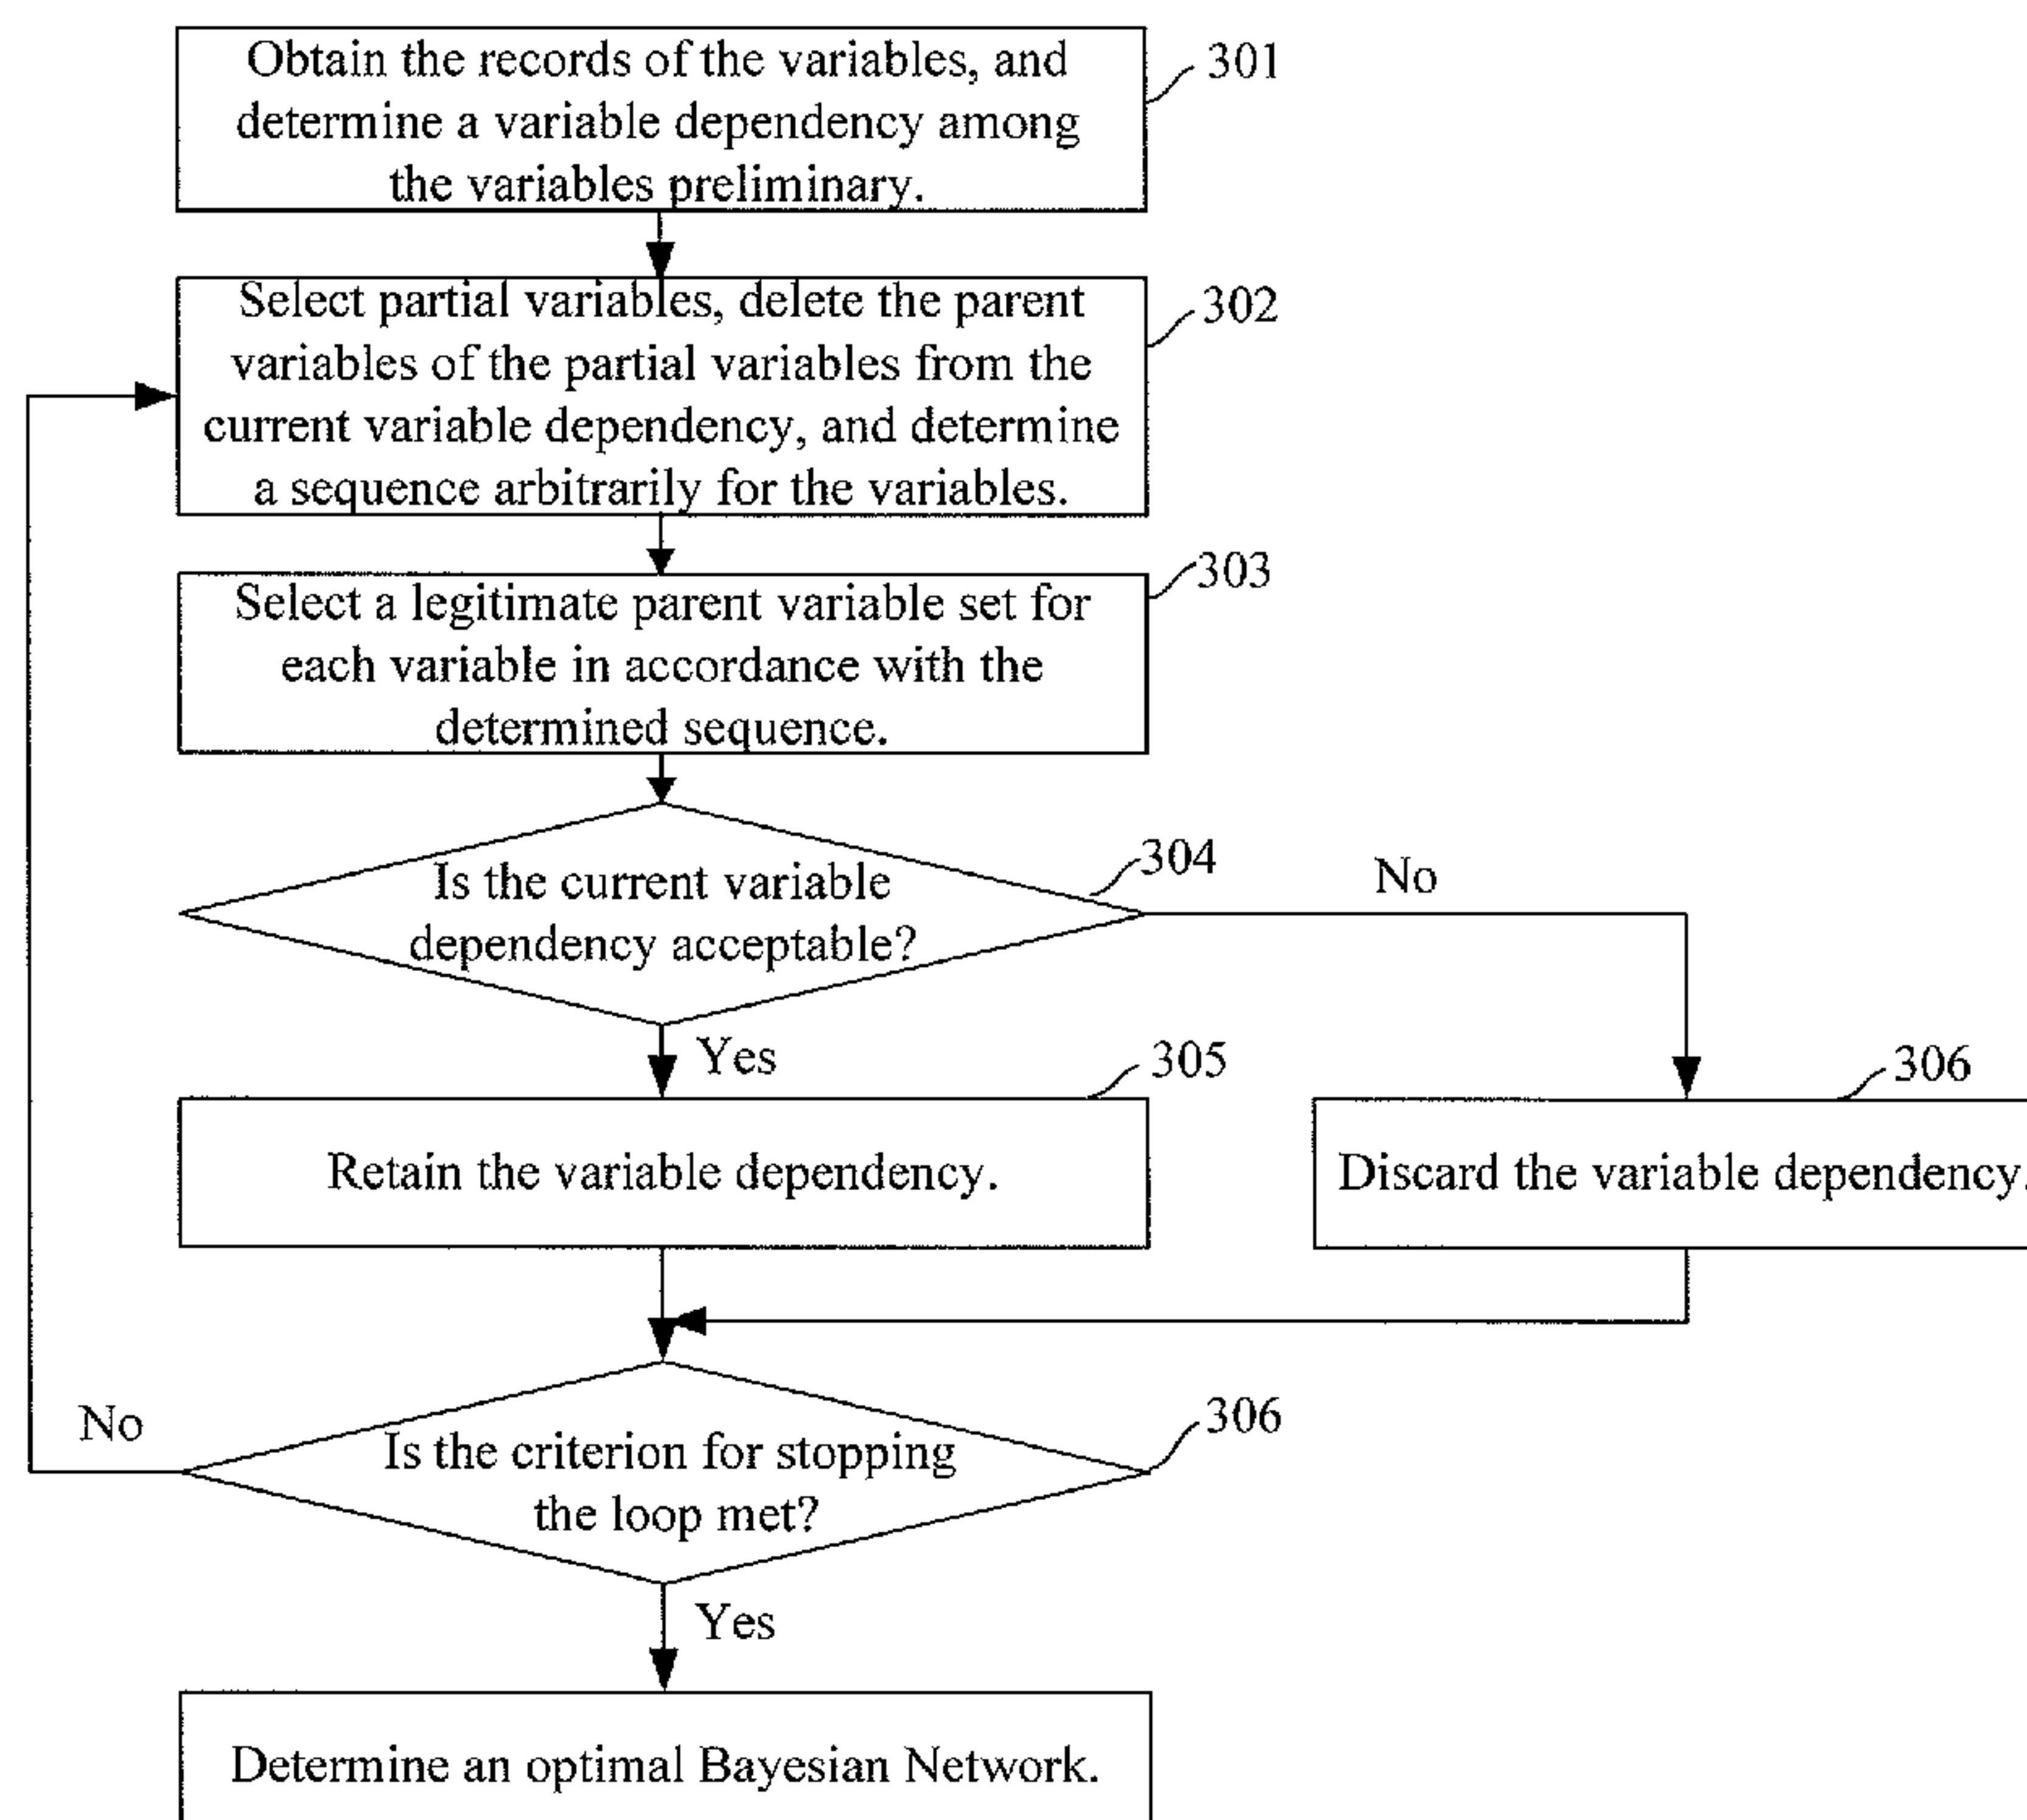 Obtain the records of the variables, and
determine a variable dependency among
the variables preliminary.
301
Select partial variables, delete the parent
variables of the partial variables from the
current variable dependency, and determine
a sequence arbitrarily for the variables.
302
Select a legitimate parent variable set for
each variable in accordance with the
determined sequence.
303
Is the current variable
dependency acceptable?
304
No
Yes
305
306
Retain the variable dependency.
Discard the variable dependency.
No
Is the criterion for stopping
the loop met?
306
Yes
Determine an optimal Bayesian Network.